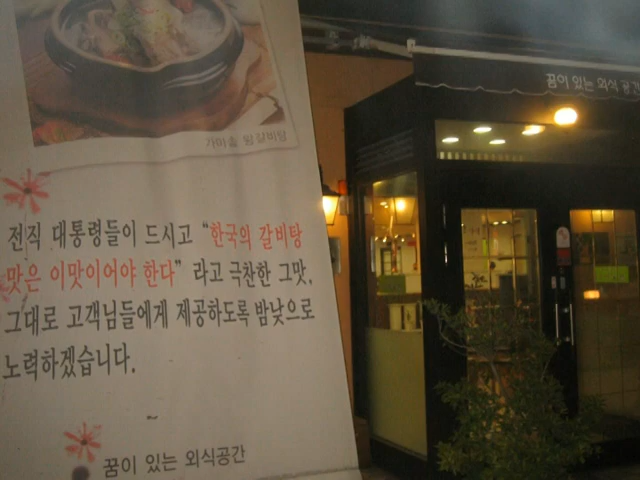 가마솥 왕갈비탕
전직 대통령들이 드시고 "한국의 갈비탕
맛은 이맛이어야 한다" 라고 극찬한 그맛,
그대로 고객님들에게 제공하도록 밤낮으로
노력하겠습니다.
~
꿈이 있는 외식공간
꿈이 있는 외식 공간